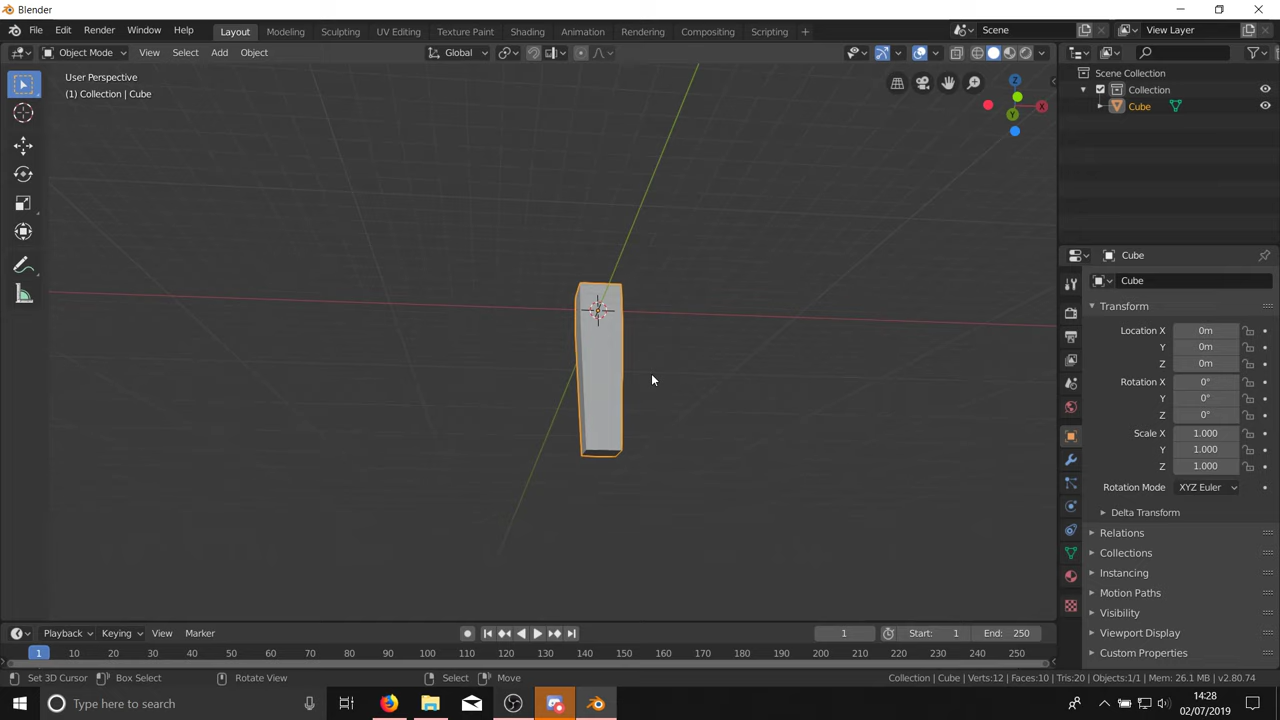 Blender
File Edit Render Window Help
Layout Modeling Sculpting UV Editing Texture Paint Shading Animation Rendering Compositing Scripting +
Scene
View Layer
Object Mode View Select Add Object
Global
User Perspective
(1) Collection | Cube
Z
X
Y
Scene Collection
Collection
Cube
Cube
Cube
Transform
Location X 0m
Y 0m
Z 0m
Rotation X 0°
Y 0°
Z 0°
Scale X 1.000
Y 1.000
Z 1.000
Rotation Mode XYZ Euler
Delta Transform
Relations
Collections
Instancing
Motion Paths
Visibility
Viewport Display
Custom Properties
Playback Keying View Marker
1
Start: 1
End: 250
1 10 20 30 40 50 60 70 80 90 100 110 120 130 140 150 160 170 180 190 200 210 220 230 240 250
Set 3D Cursor Box Select Rotate View Select Move
Collection | Cube | Verts:12 | Faces:10 | Tris:20 | Objects:1/1 | Mem: 26.1 MB | v2.80.74
Type here to search
14:28
02/07/2019